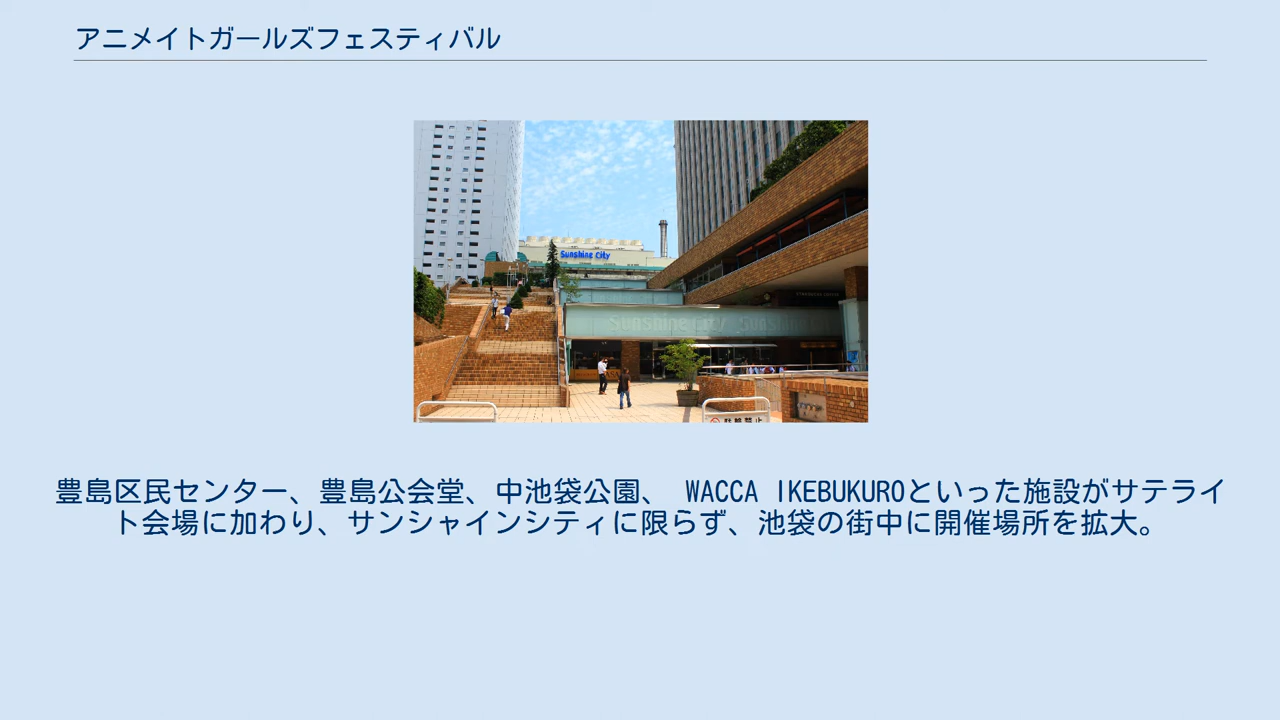 アニメイトガールズフェスティバル
Sunshine City
Sunshine City
豊島区民センター、豊島公会堂、中池袋公園、 WACCA IKEBUKUROといった施設がサテライ
ト会場に加わり、サンシャインシティに限らず、池袋の街中に開催場所を拡大。